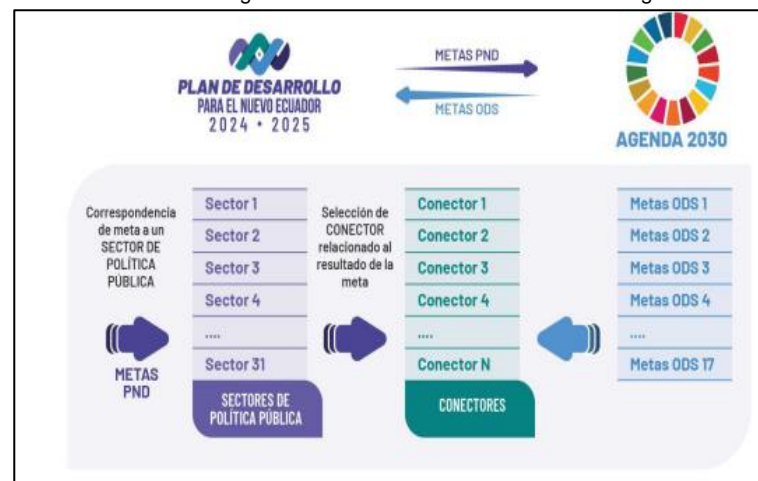 PLAN DE DESARROLLO
PARA EL NUEVO ECUADOR
2024 • 2025
METAS PND
METAS ODS
AGENDA 2030
Correspondencia
de meta a un
SECTOR DE
POLÍTICA
PÚBLICA
METAS
PND
Sector 1
Sector 2
Sector 3
Sector 4
....
Sector 31
SECTORES DE
POLÍTICA PÚBLICA
Selección de
CONECTOR
relacionado al
resultado de la
meta
Conector 1
Conector 2
Conector 3
Conector 4
....
Conector N
CONECTORES
Metas ODS 1
Metas ODS 2
Metas ODS 3
Metas ODS 4
....
Metas ODS 17